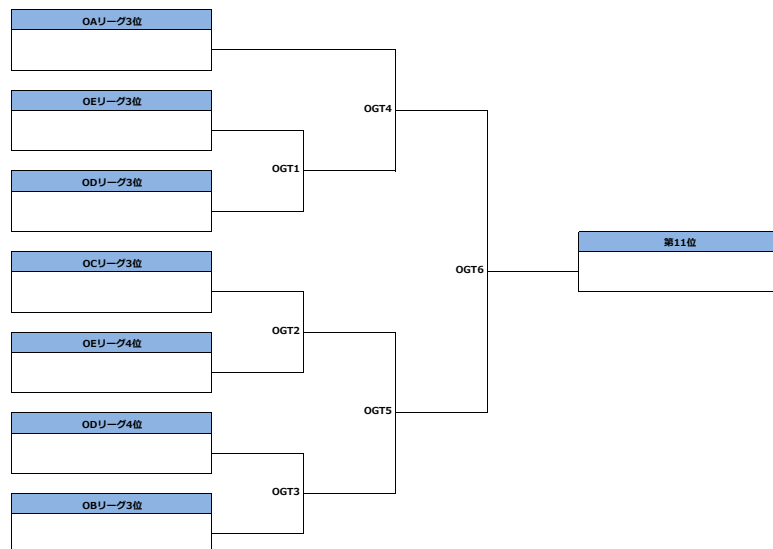 OAリーグ3位
OGT4
OEリーグ3位
OGT1
ODリーグ3位
第11位
OCリーグ3位
OGT6
OGT2
OEリーグ4位
OGT5
ODリーグ4位
OGT3
OBリーグ3位